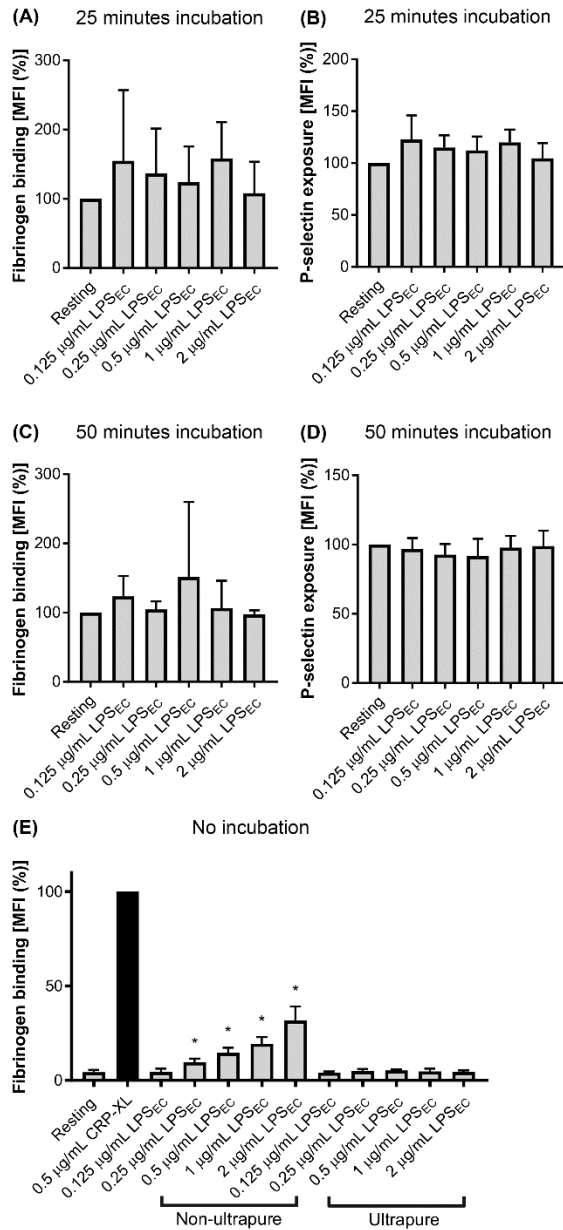 (A) 25 minutes incubation
Fibrinogen binding [MFI (%)]
300
200
150
100
50
0
Resting
0.125 µg/mL LPSEC
0.25 µg/mL LPSEC
0.5 µg/mL LPSEC
1 µg/mL LPSEC
2 µg/mL LPSEC
(B) 25 minutes incubation
P-selectin exposure [MFI (%)]
200
150
100
50
0
Resting
0.125 µg/mL LPSEC
0.25 µg/mL LPSEC
0.5 µg/mL LPSEC
1 µg/mL LPSEC
2 µg/mL LPSEC
(C) 50 minutes incubation
Fibrinogen binding [MFI (%)]
300
200
150
100
50
0
Resting
0.125 µg/mL LPSEC
0.25 µg/mL LPSEC
0.5 µg/mL LPSEC
1 µg/mL LPSEC
2 µg/mL LPSEC
(D) 50 minutes incubation
P-selectin exposure [MFI (%)]
150
100
50
0
Resting
0.125 µg/mL LPSEC
0.25 µg/mL LPSEC
0.5 µg/mL LPSEC
1 µg/mL LPSEC
2 µg/mL LPSEC
(E) No incubation
Fibrinogen binding [MFI (%)]
100
50
0
* * * *
Resting
0.5 µg/mL CRP-XL
0.125 µg/mL LPSEC
0.25 µg/mL LPSEC
0.5 µg/mL LPSEC
1 µg/mL LPSEC
2 µg/mL LPSEC
0.125 µg/mL LPSEC
0.25 µg/mL LPSEC
0.5 µg/mL LPSEC
1 µg/mL LPSEC
2 µg/mL LPSEC
Non-ultrapure
Ultrapure